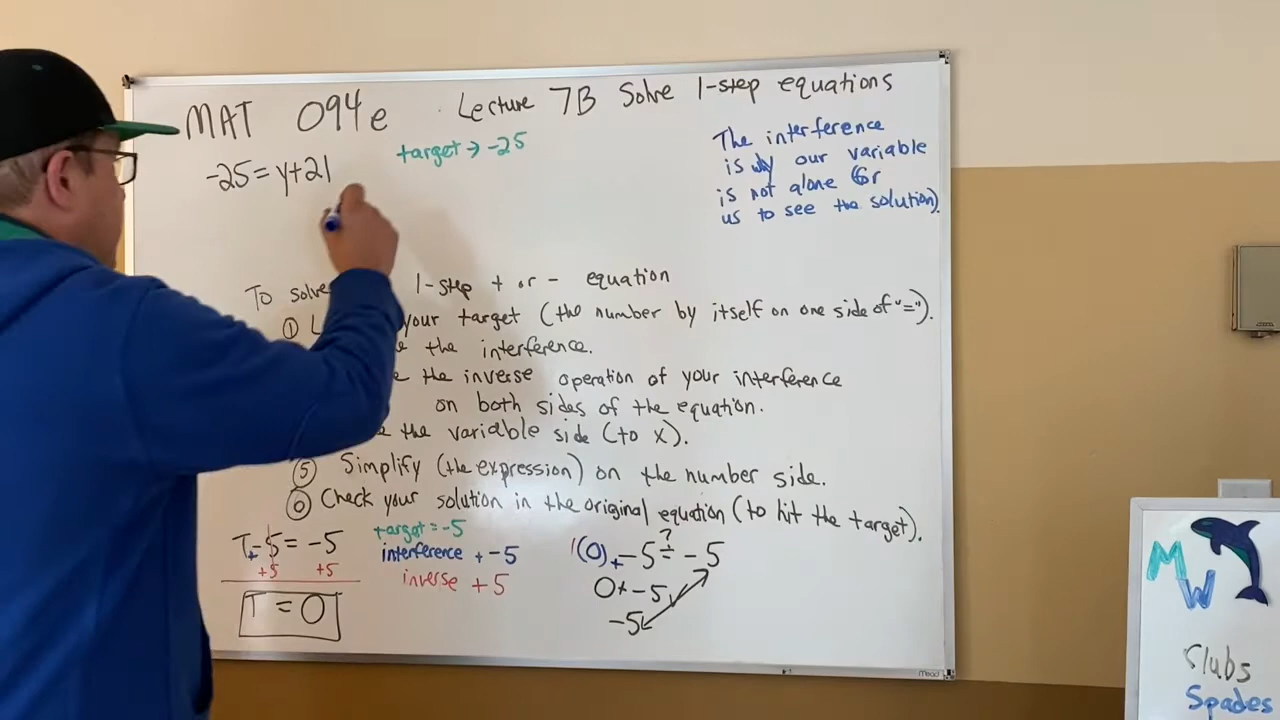 MAT 094e
Lecture 7B Solve 1-step equations
-25 = y+21
target → -25
The interference
is why our variable
is not alone (for
us to see the solution).
To solve 1-step + or - equation
① your target (the number by itself on one side of "=").
the interference.
the inverse operation of your interference
on both sides of the equation.
the variable side (to x).
⑤ Simplify (the expression) on the number side.
⑥ Check your solution in the original equation (to hit the target).
T+-5 = -5
+5 +5
T = 0
target = -5
interference + -5
inverse +5
1(0)+-5 ≟ -5
0+-5
-5
MW
Clubs
Spades
Mead